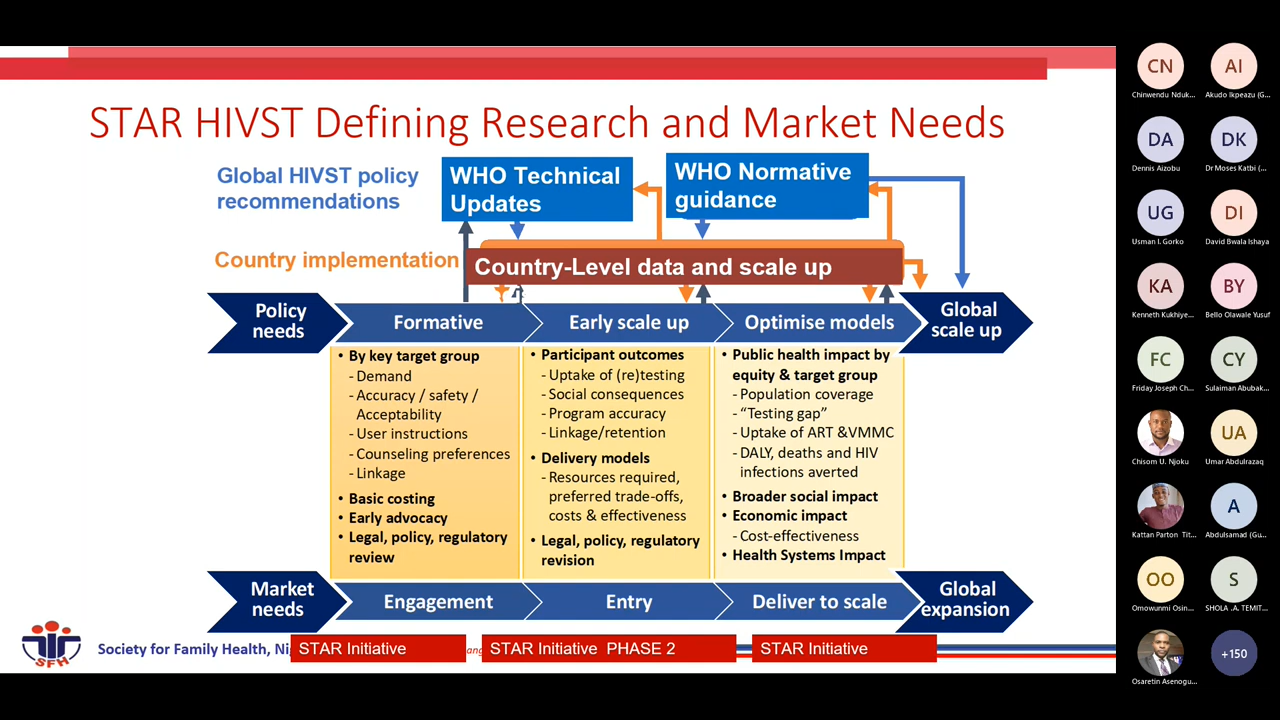 STAR HIVST Defining Research and Market Needs
Global HIVST policy
recommendations
WHO Technical
Updates
WHO Normative
guidance
Country implementation
Country-Level data and scale up
Policy
needs
Formative
Early scale up
Optimise models
Global
scale up
• By key target group
- Demand
- Accuracy / safety /
Acceptability
- User instructions
- Counseling preferences
- Linkage
• Basic costing
• Early advocacy
• Legal, policy, regulatory
review
• Participant outcomes
- Uptake of (re)testing
- Social consequences
- Program accuracy
- Linkage/retention
• Delivery models
- Resources required,
preferred trade-offs,
costs & effectiveness
• Legal, policy, regulatory
revision
• Public health impact by
equity & target group
- Population coverage
- “Testing gap”
- Uptake of ART &VMMC
- DALY, deaths and HIV
infections averted
• Broader social impact
• Economic impact
- Cost-effectiveness
• Health Systems Impact
Market
needs
Engagement
Entry
Deliver to scale
Global
expansion
SFH
Society for Family Health, Ni
STAR Initiative
STAR Initiative PHASE 2
STAR Initiative
CN
Chinwendu Nduk...
AI
Akudo Ikpeazu (G...
DA
Dennis Aizobu
DK
Dr Moses Katbi (...
UG
Usman I. Gorko
DI
David Bwala Ishaya
KA
Kenneth Kukhiye...
BY
Bello Olawale Yusuf
FC
Friday Joseph Ch...
CY
Sulaiman Abubak...
Chisom U. Njoku
UA
Umar Abdulrazaq
Kattan Parton Tit...
A
Abdulsamad (Gu...
OO
Omowunmi Osin...
S
SHOLA .A. TEMIT...
Osaretin Asenogu...
+150